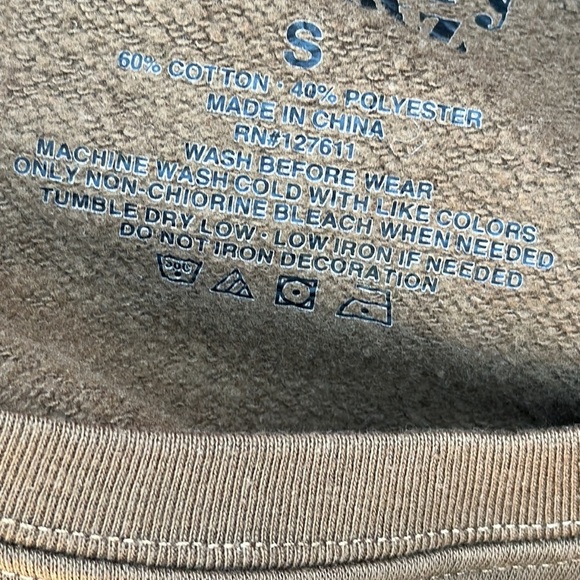 S
60% COTTON • 40% POLYESTER
MADE IN CHINA
RN#127611
WASH BEFORE WEAR
MACHINE WASH COLD WITH LIKE COLORS
ONLY NON-CHIORINE BLEACH WHEN NEEDED
TUMBLE DRY LOW • LOW IRON IF NEEDED
DO NOT IRON DECORATION